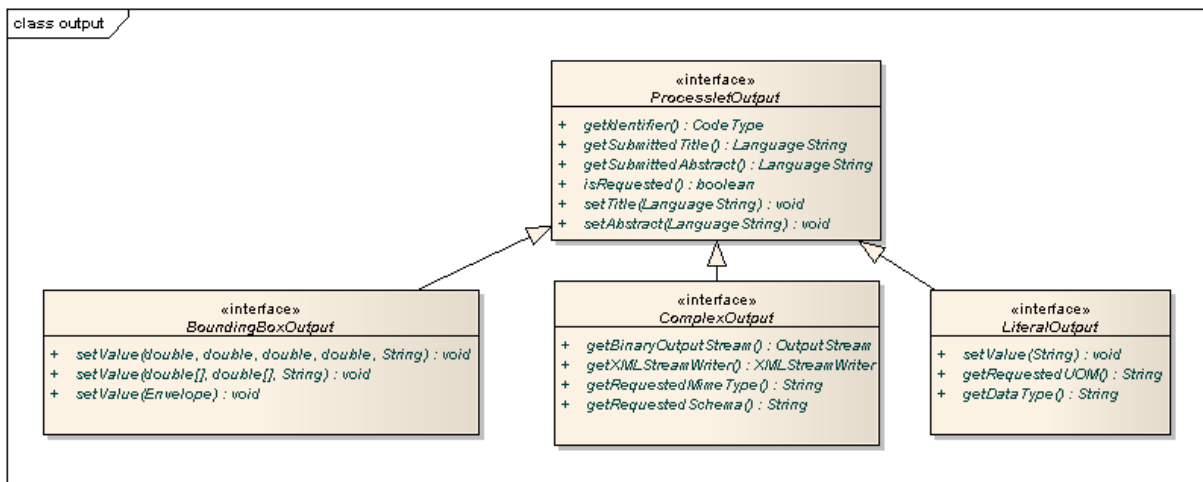 class output
«interface»
ProcessletOutput
+ getIdentifier() : CodeType
+ getSubmittedTitle() : LanguageString
+ getSubmittedAbstract() : LanguageString
+ isRequested() : boolean
+ setTitle(LanguageString) : void
+ setAbstract(LanguageString) : void
«interface»
BoundingBoxOutput
+ setValue(double, double, double, double, String) : void
+ setValue(double[], double[], String) : void
+ setValue(Envelope) : void
«interface»
ComplexOutput
+ getBinaryOutputStream() : OutputStream
+ getXMLStreamWriter() : XMLStreamWriter
+ getRequestedMimeType() : String
+ getRequestedSchema() : String
«interface»
LiteralOutput
+ setValue(String) : void
+ getRequestedUOM() : String
+ getDataType() : String